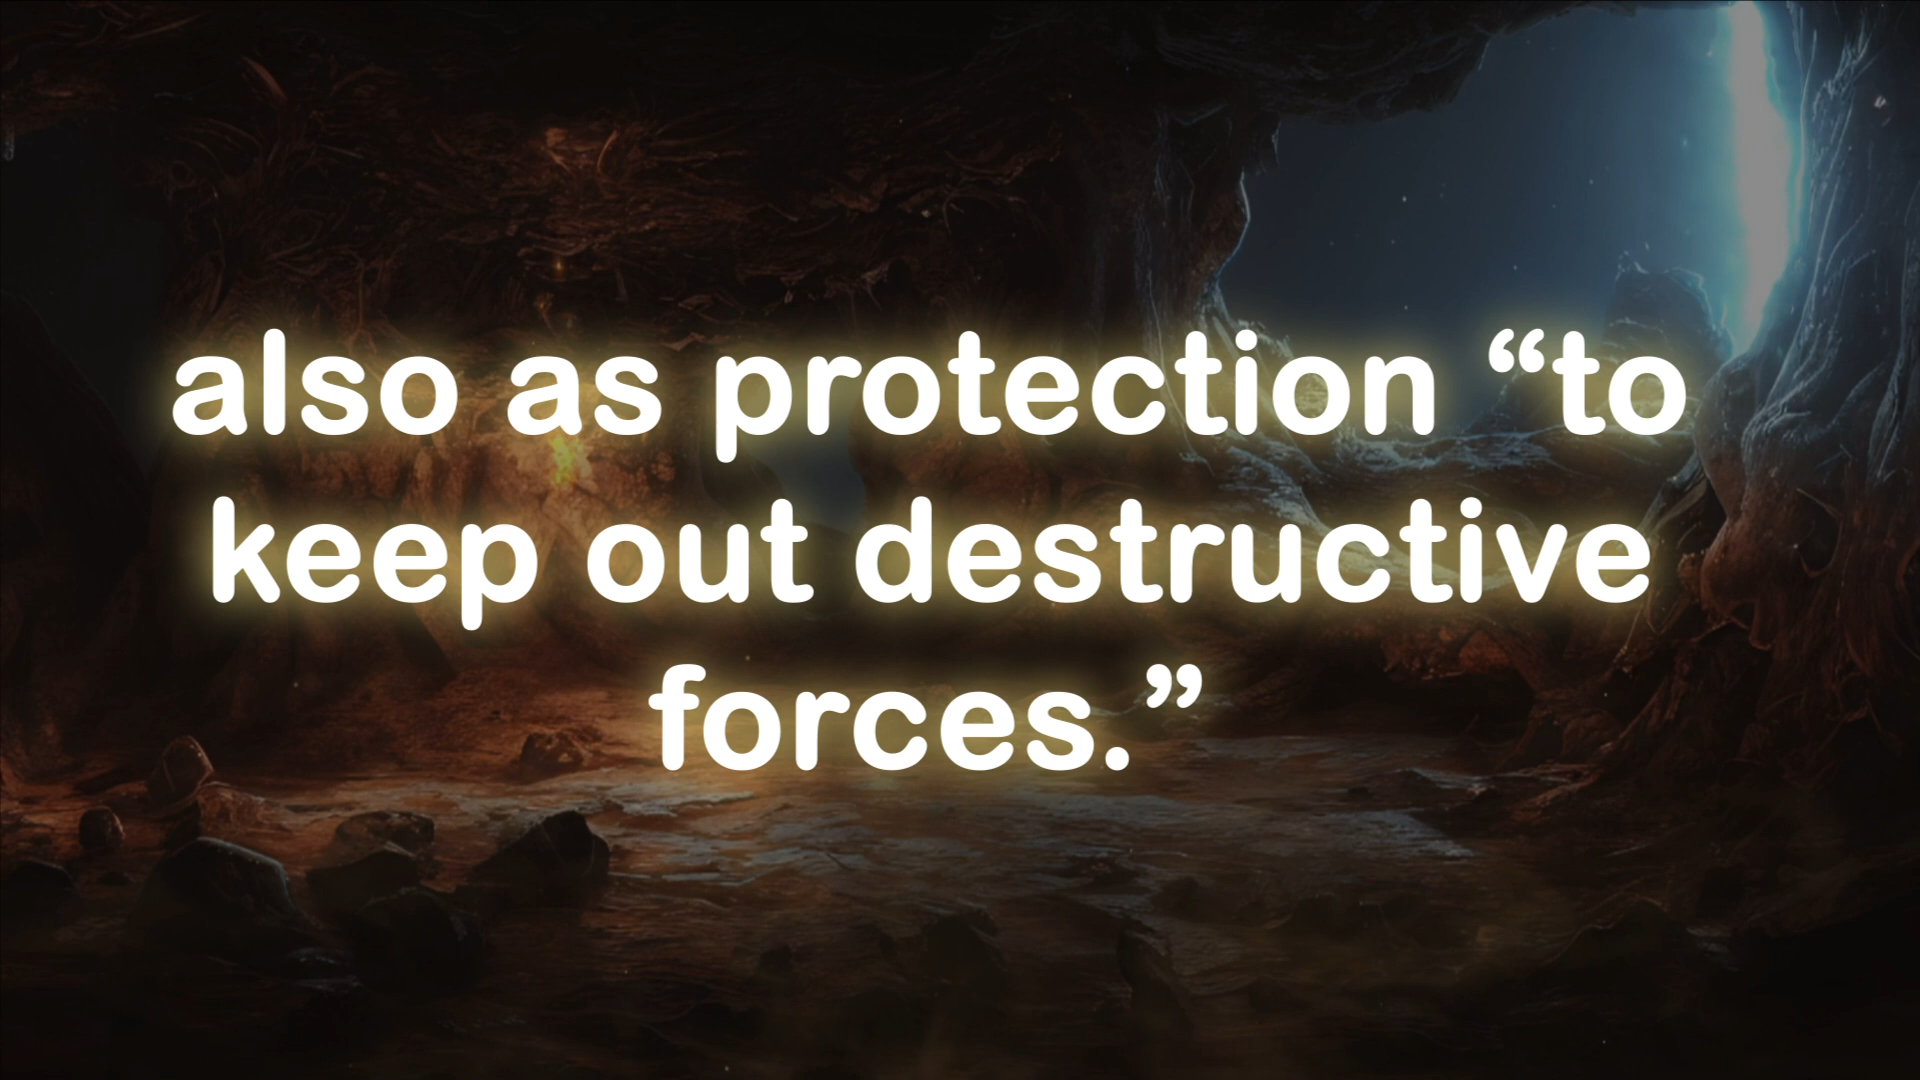 also as protection “to
keep out destructive
forces.”